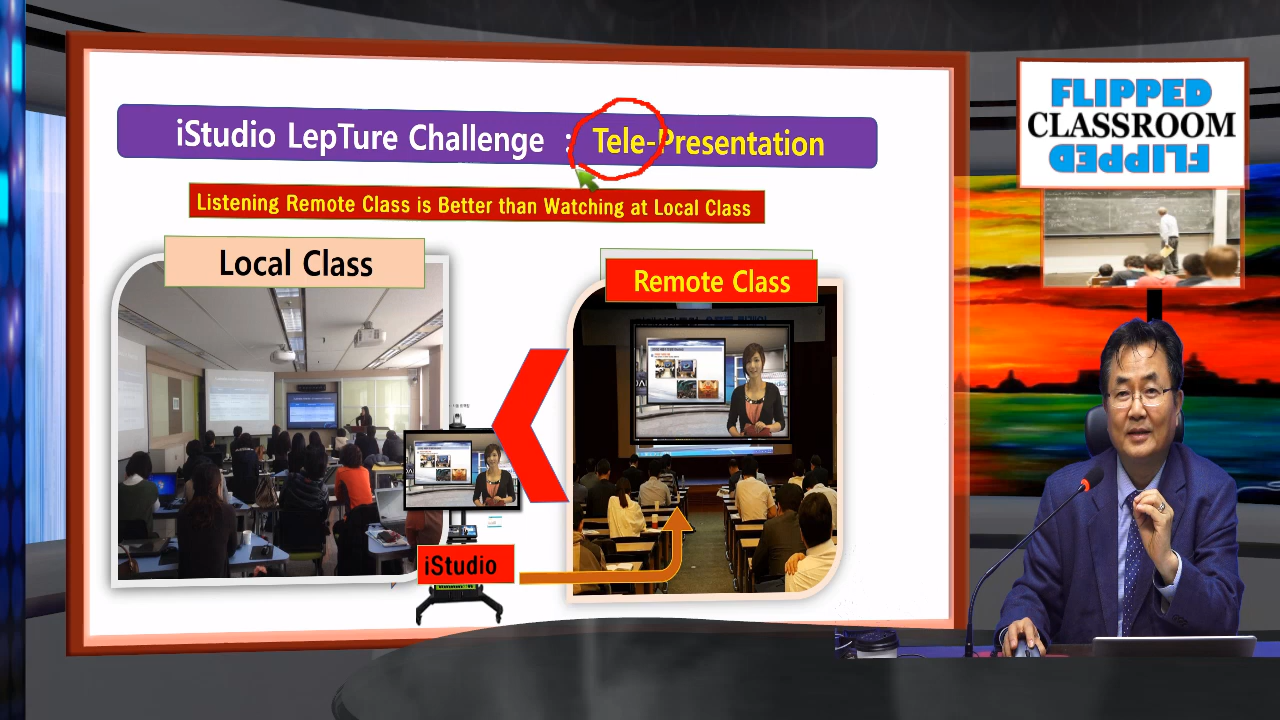 iStudio LepTure Challenge : Tele-Presentation
Listening Remote Class is Better than Watching at Local Class
Local Class
Remote Class
iStudio
FLIPPED
CLASSROOM
FLIPPED